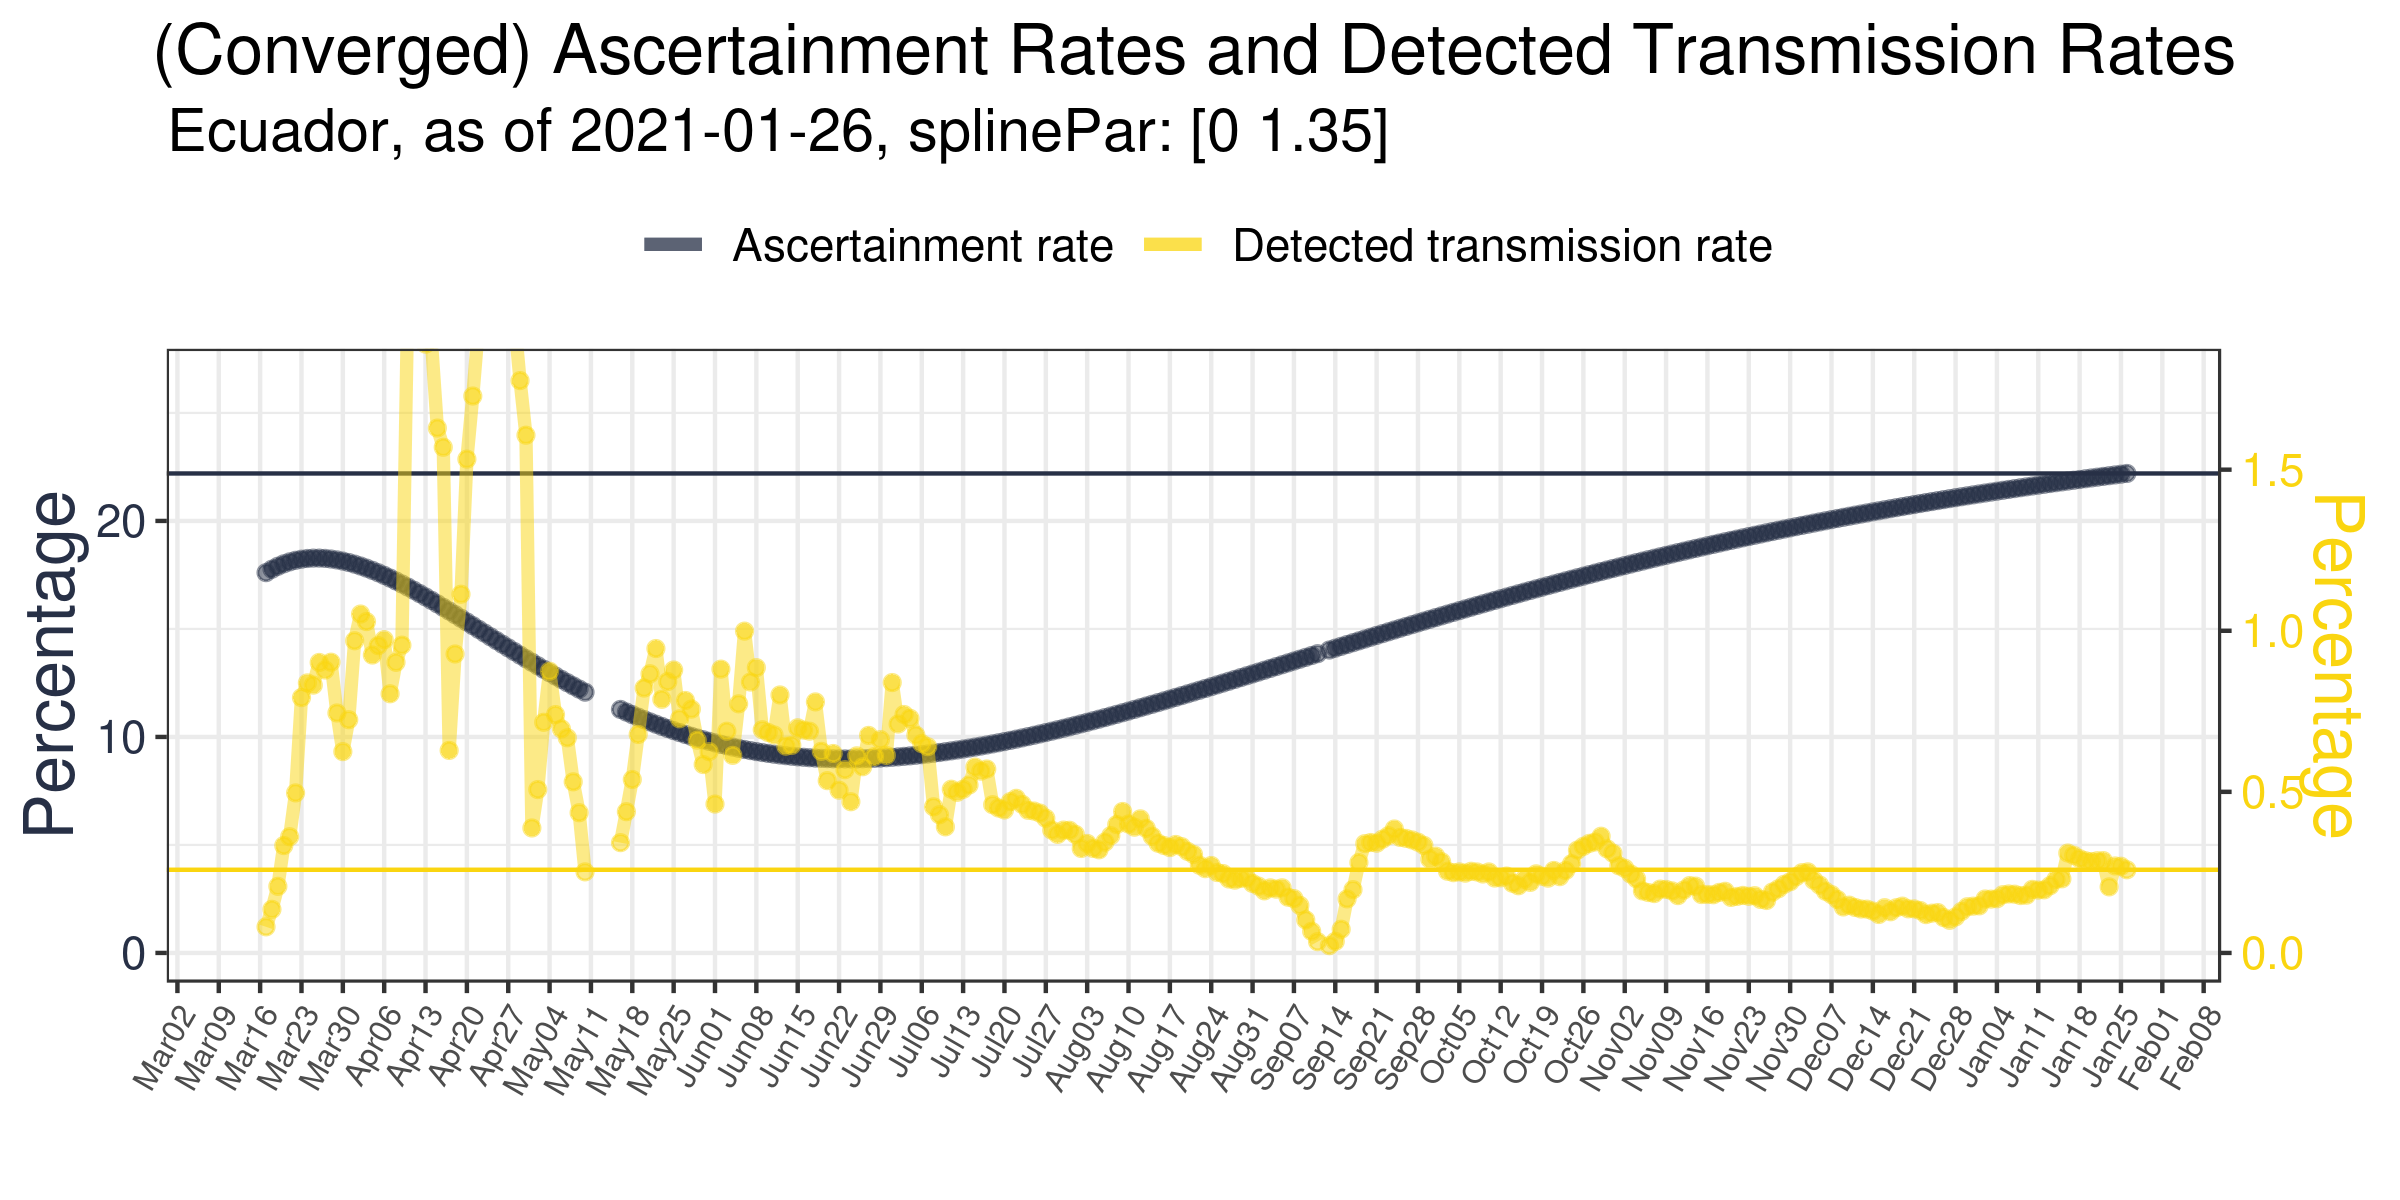 (Converged) Ascertainment Rates and Detected Transmission Rates
Ecuador, as of 2021-01-26, splinePar: [0 1.35]
Ascertainment rate Detected transmission rate
Percentage
20
10
0
1.5
1.0
0.5
0.0
Percentage
Mar02 Mar09 Mar16 Mar23 Mar30 Apr06 Apr13 Apr20 Apr27 May04 May11 May18 May25 Jun01 Jun08 Jun15 Jun22 Jun29 Jul06 Jul13 Jul20 Jul27 Aug03 Aug10 Aug17 Aug24 Aug31 Sep07 Sep14 Sep21 Sep28 Oct05 Oct12 Oct19 Oct26 Nov02 Nov09 Nov16 Nov23 Nov30 Dec07 Dec14 Dec21 Dec28 Jan04 Jan11 Jan18 Jan25 Feb01 Feb08